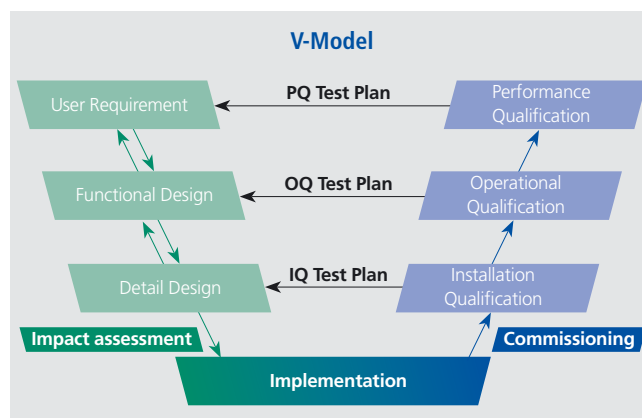 V-Model
User Requirement
PQ Test Plan
Performance
Qualification
Functional Design
OQ Test Plan
Operational
Qualification
Detail Design
IQ Test Plan
Installation
Qualification
Impact assessment
Commissioning
Implementation